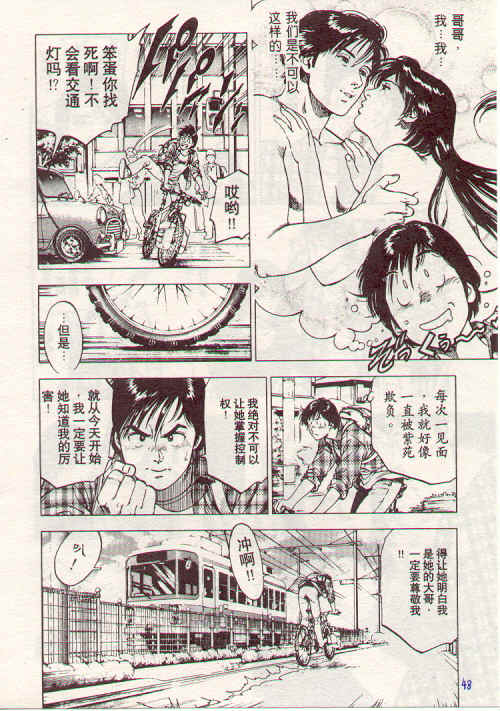 哥哥，
我…我…
我们是不可以
这样的……
笨蛋你找
死啊！不
会看交通
灯吗!?
哎哟!!
…但是…
每次一见面
，我就好像
一直被紫苑
欺负。
我绝对不可以
让她掌握控制
权！
就从今天开始
，我一定要让
她知道我的厉
害！
得让她明白我
是她的大哥，
一定要尊敬我
!!
冲啊!!
48